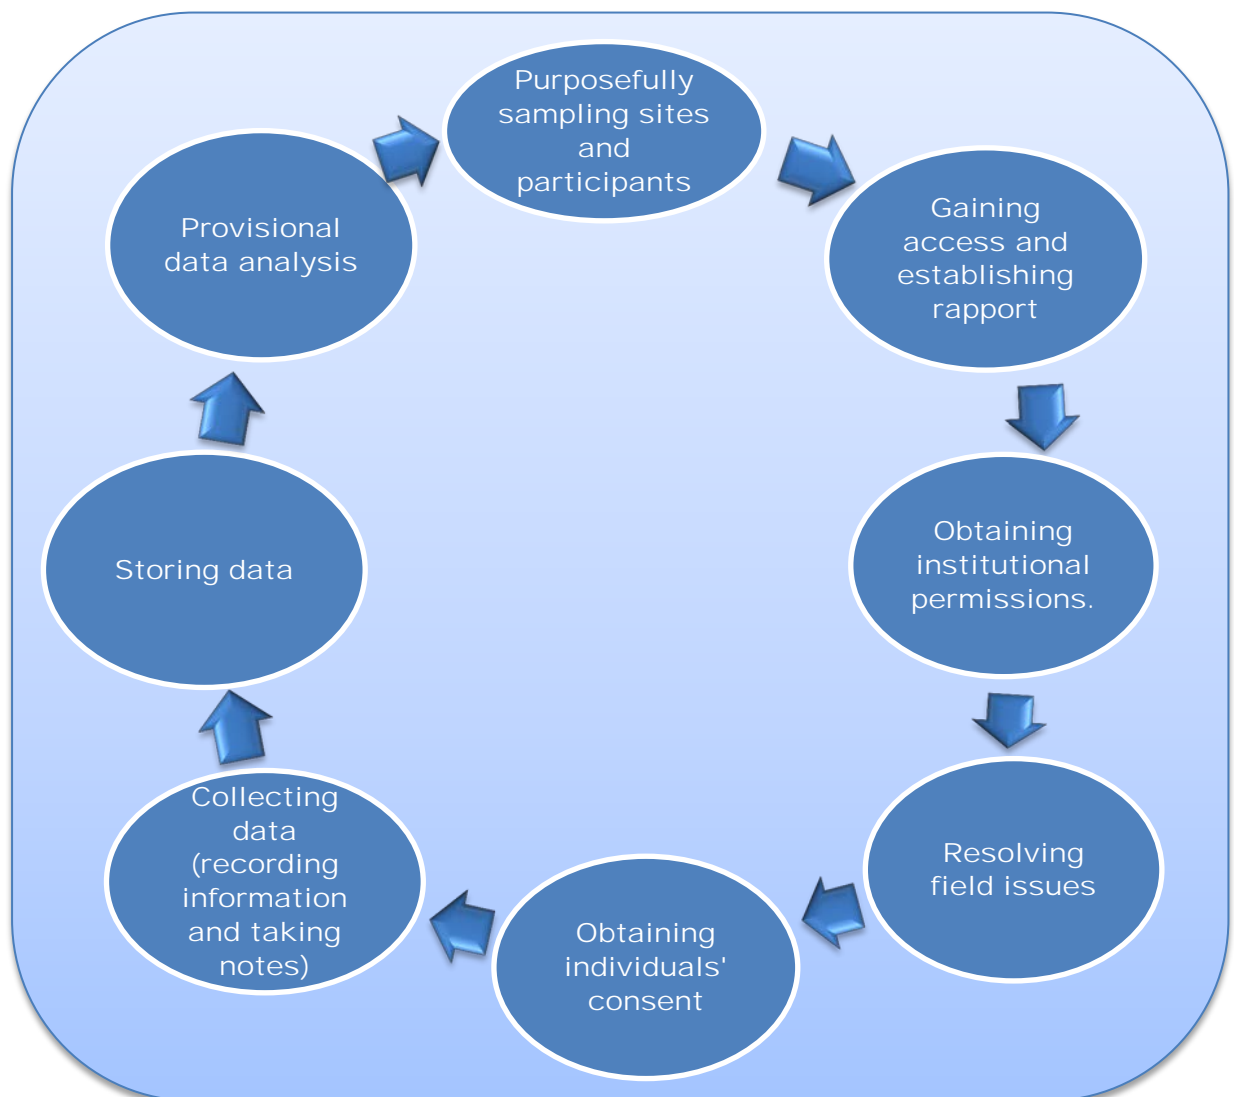 Purposefully
sampling sites
and
participants
Gaining
access and
establishing
rapport
Obtaining
institutional
permissions.
Resolving
field issues
Obtaining
individuals'
consent
Collecting
data
(recording
information
and taking
notes)
Storing data
Provisional
data analysis